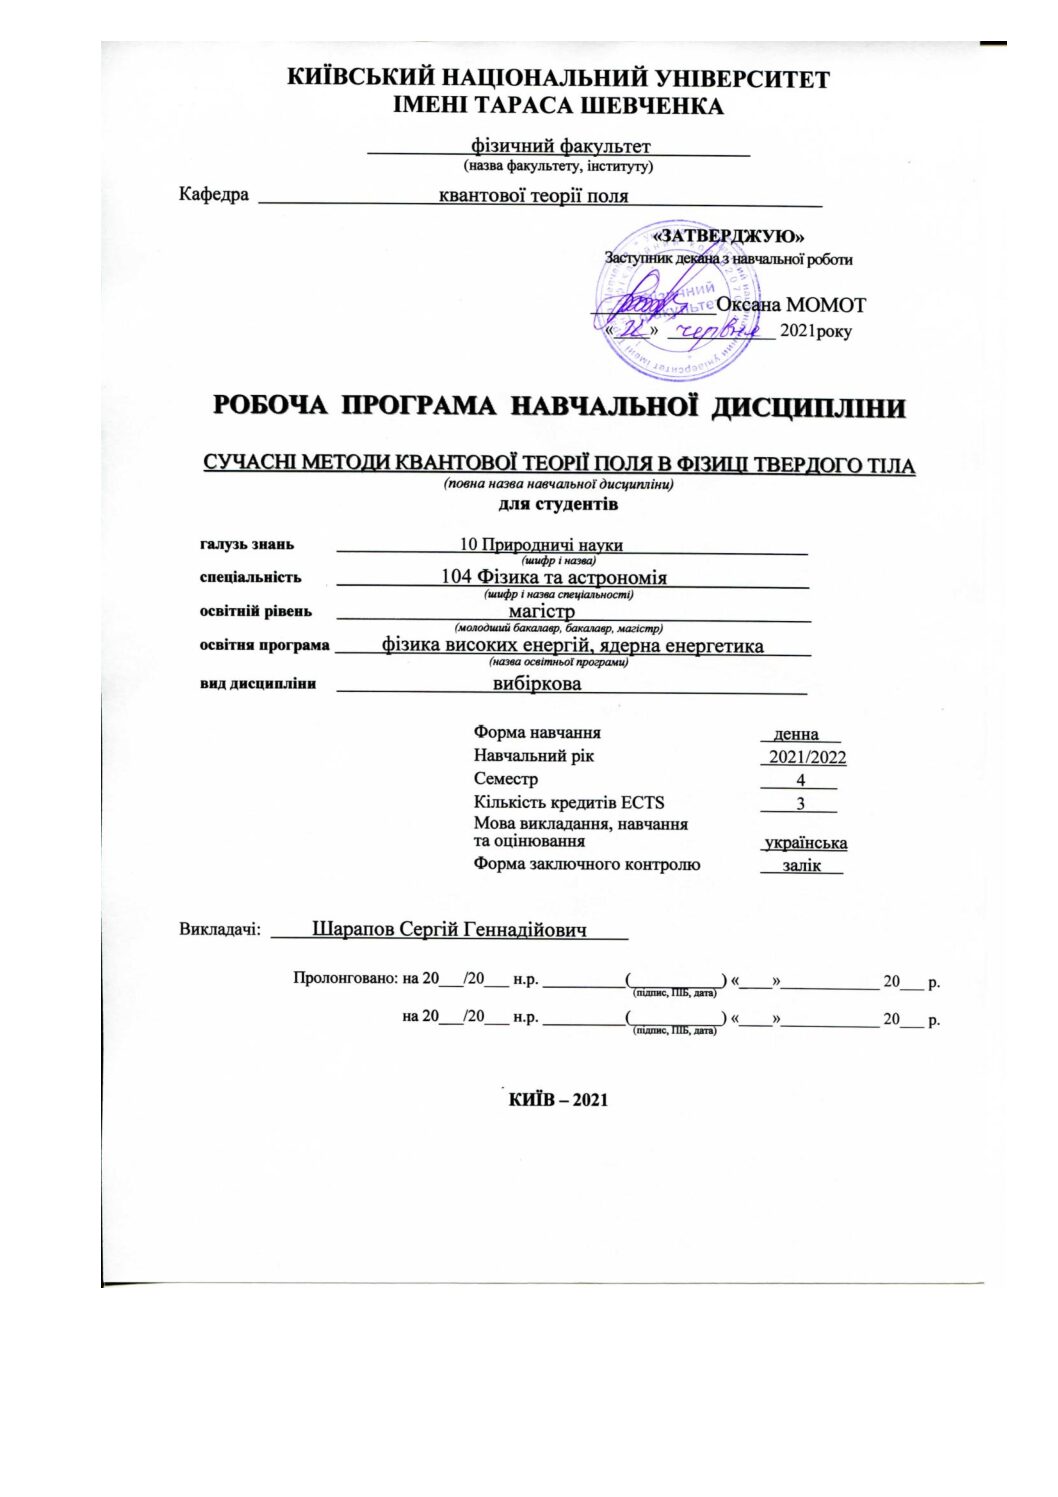 КИЇВСЬКИЙ НАЦІОНАЛЬНИЙ УНІВЕРСИТЕТ
ІМЕНІ ТАРАСА ШЕВЧЕНКА
фізичний факультет
(назва факультету, інституту)
Кафедра квантової теорії поля
«ЗАТВЕРДЖУЮ»
Заступник декана з навчальної роботи
Оксана МОМОТ
«____» червня 2021року
РОБОЧА ПРОГРАМА НАВЧАЛЬНОЇ ДИСЦИПЛІНИ
СУЧАСНІ МЕТОДИ КВАНТОВОЇ ТЕОРІЇ ПОЛЯ В ФІЗИЦІ ТВЕРДОГО ТІЛА
(повна назва навчальної дисципліни)
для студентів
галузь знань 10 Природничі науки
(шифр і назва)
спеціальність 104 Фізика та астрономія
(шифр і назва спеціальності)
освітній рівень магістр
(молодший бакалавр, бакалавр, магістр)
освітня програма фізика високих енергій, ядерна енергетика
(назва освітньої програми)
вид дисципліни вибіркова
Форма навчання денна
Навчальний рік 2021/2022
Семестр 4
Кількість кредитів ECTS 3
Мова викладання, навчання
та оцінювання українська
Форма заключного контролю залік
Викладачі: Шарапов Сергій Геннадійович
Пролонговано: на 20___/20___ н.р. __________(___________) «____»____________ 20___ р.
(підпис, ПІБ, дата)
на 20___/20___ н.р. __________(___________) «____»____________ 20___ р.
(підпис, ПІБ, дата)
КИЇВ – 2021